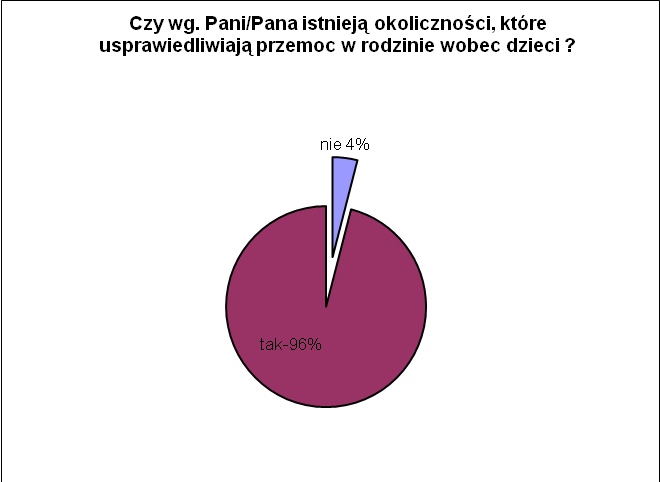 Czy wg. Pani/Pana istnieją okoliczności, które
usprawiedliwiają przemoc w rodzinie wobec dzieci ?
nie 4%
tak-96%